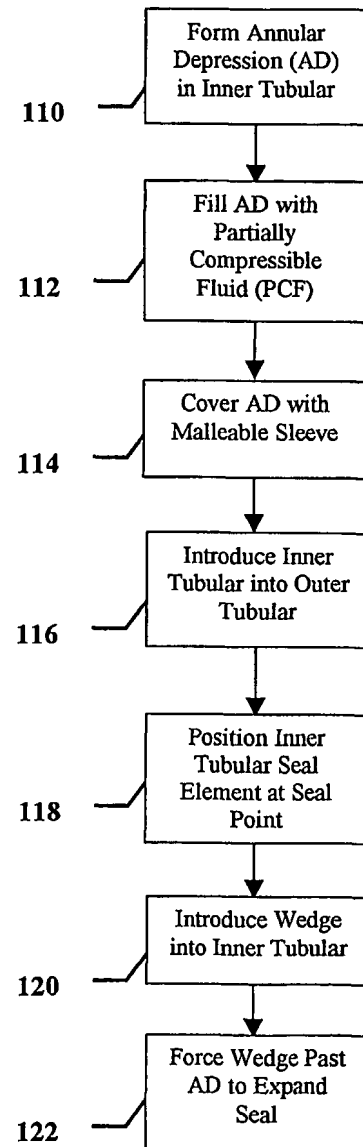 Form Annular
Depression (AD)
in Inner Tubular
110
Fill AD with
Partially
Compressible
Fluid (PCF)
112
Cover AD with
Malleable Sleeve
114
Introduce Inner
Tubular into Outer
Tubular
116
Position Inner
Tubular Seal
Element at Seal
Point
118
Introduce Wedge
into Inner Tubular
120
Force Wedge Past
AD to Expand
Seal
122